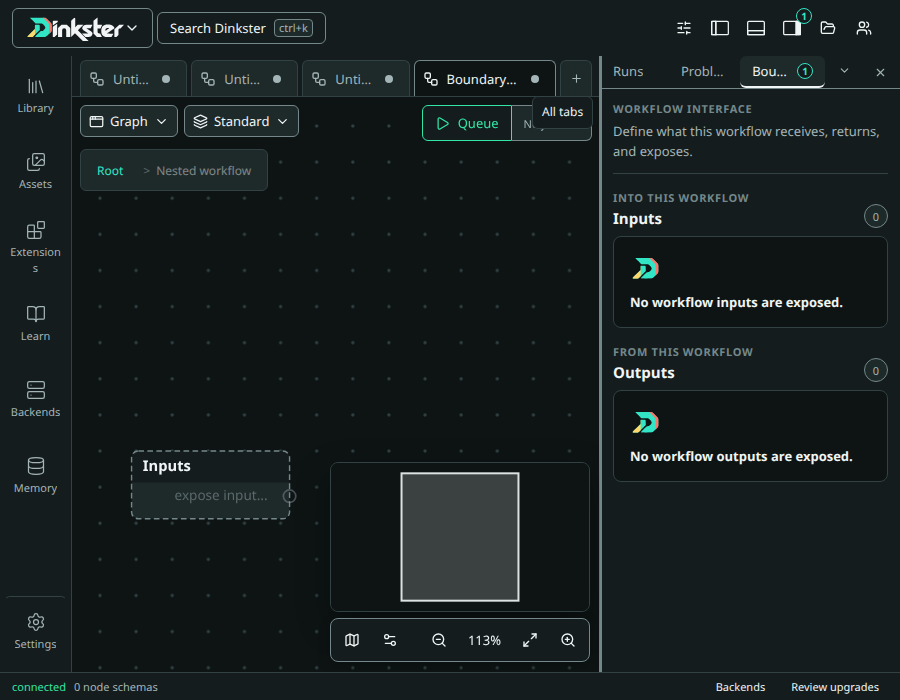 Dinkster
Search Dinkster ctrl+k
1
Library
Assets
Extension
s
Learn
Backends
Memory
Settings
Unti...
Unti...
Unti...
Boundary...
+
All tabs
Graph
Standard
Queue
Root > Nested workflow
Inputs
expose input...
113%
Runs
Probl...
Bou... 1
WORKFLOW INTERFACE
Define what this workflow receives, returns,
and exposes.
INTO THIS WORKFLOW
Inputs 0
No workflow inputs are exposed.
FROM THIS WORKFLOW
Outputs 0
No workflow outputs are exposed.
connected 0 node schemas
Backends
Review upgrades